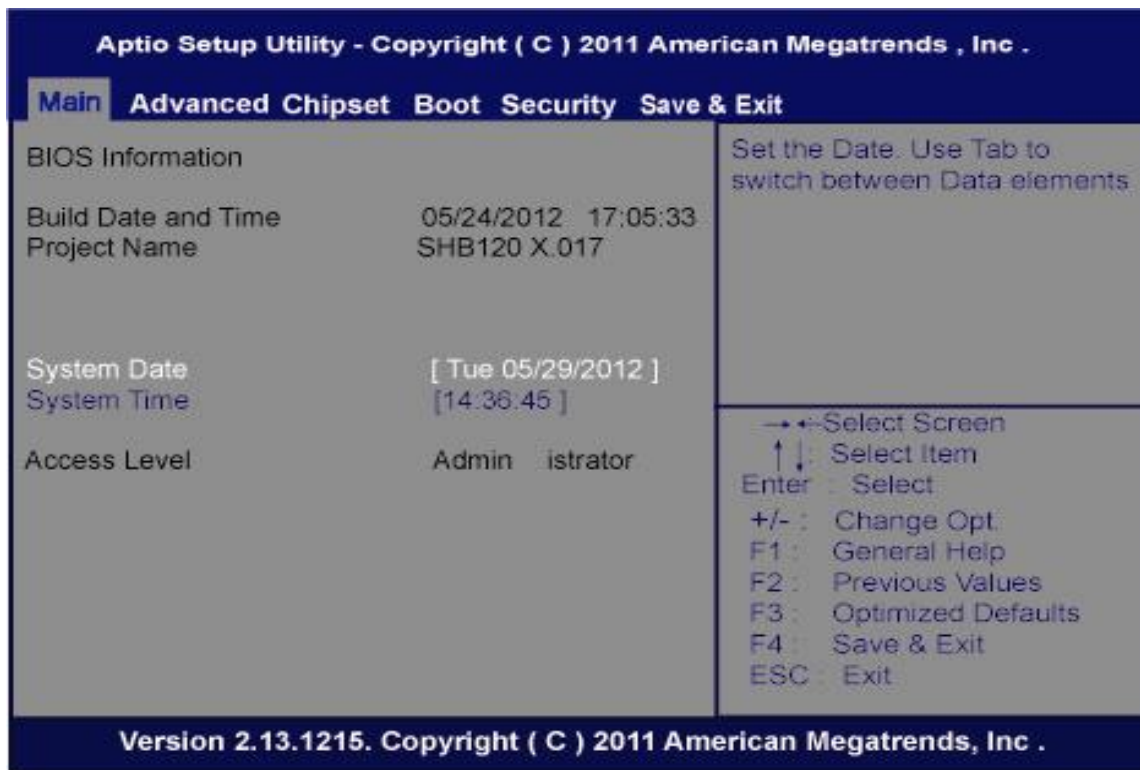 Aptio Setup Utility - Copyright ( C ) 2011 American Megatrends , Inc .
Main Advanced Chipset Boot Security Save & Exit
BIOS Information
Build Date and Time 05/24/2012 17:05:33
Project Name SHB120 X.017
System Date [ Tue 05/29/2012 ]
System Time [14:36:45 ]
Access Level Admin istrator
Set the Date. Use Tab to
switch between Data elements
→ ←Select Screen
↑ ↓: Select Item
Enter : Select
+/- : Change Opt.
F1 : General Help
F2 : Previous Values
F3 : Optimized Defaults
F4 : Save & Exit
ESC : Exit
Version 2.13.1215. Copyright ( C ) 2011 American Megatrends, Inc .